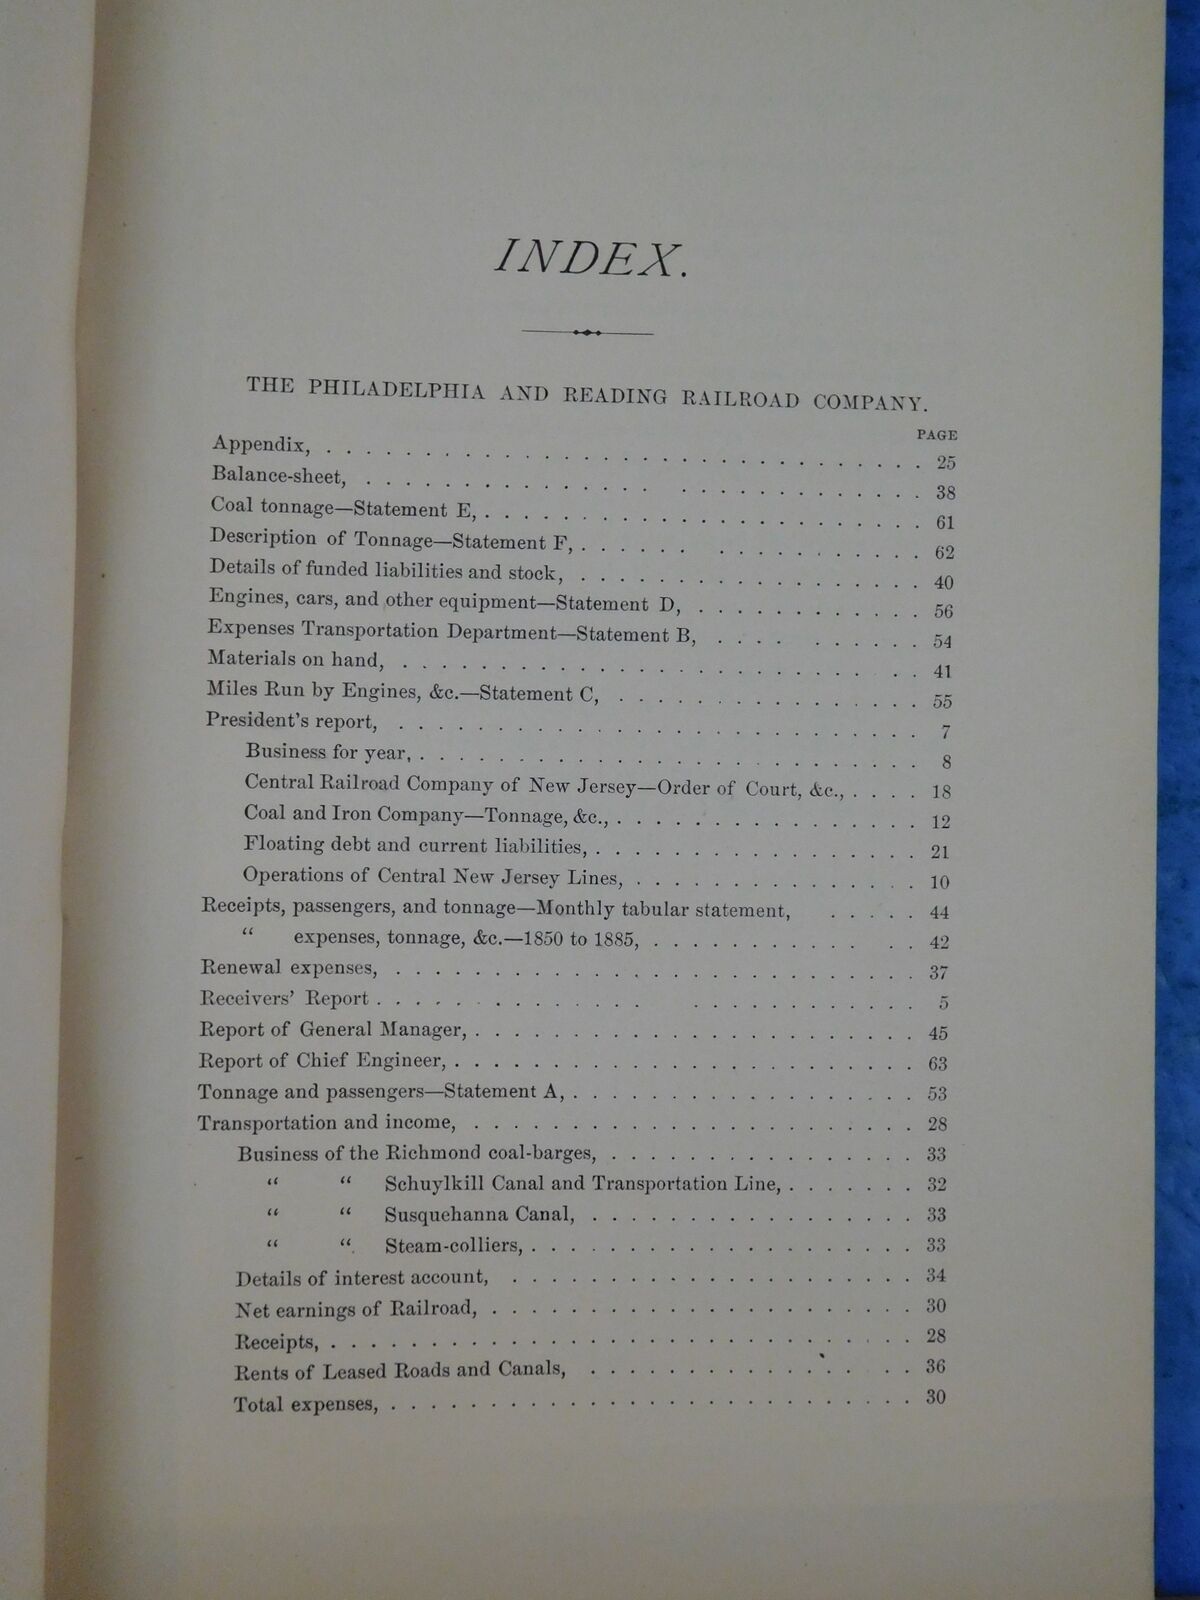 INDEX.
THE PHILADELPHIA AND READING RAILROAD COMPANY.
PAGE
Appendix, . . . . . . . . . . 25
Balance-sheet, . . . . . . . . . . 38
Coal tonnage—Statement E, . . . . . . . . . . 61
Description of Tonnage—Statement F, . . . . . . . . . . 62
Details of funded liabilities and stock, . . . . . . . . . . 40
Engines, cars, and other equipment—Statement D, . . . . . . . . . . 56
Expenses Transportation Department—Statement B, . . . . . . . . . . 54
Materials on hand, . . . . . . . . . . 41
Miles Run by Engines, &c.—Statement C, . . . . . . . . . . 55
President's report, . . . . . . . . . . 7
Business for year, . . . . . . . . . . 8
Central Railroad Company of New Jersey—Order of Court, &c., . . . . 18
Coal and Iron Company—Tonnage, &c., . . . . . . . . . . 12
Floating debt and current liabilities, . . . . . . . . . . 21
Operations of Central New Jersey Lines, . . . . . . . . . . 10
Receipts, passengers, and tonnage—Monthly tabular statement, . . . . . 44
“ expenses, tonnage, &c.—1850 to 1885, . . . . . . . . . . 42
Renewal expenses, . . . . . . . . . . 37
Receivers' Report . . . . . . . . . . 5
Report of General Manager, . . . . . . . . . . 45
Report of Chief Engineer, . . . . . . . . . . 63
Tonnage and passengers—Statement A, . . . . . . . . . . 53
Transportation and income, . . . . . . . . . . 28
Business of the Richmond coal-barges, . . . . . . . . . . 33
“ “ Schuylkill Canal and Transportation Line, . . . . . . . 32
“ “ Susquehanna Canal, . . . . . . . . . . 33
“ “ Steam-colliers, . . . . . . . . . . 33
Details of interest account, . . . . . . . . . . 34
Net earnings of Railroad, . . . . . . . . . . 30
Receipts, . . . . . . . . . . 28
Rents of Leased Roads and Canals, . . . . . . . . . . 36
Total expenses, . . . . . . . . . . 30